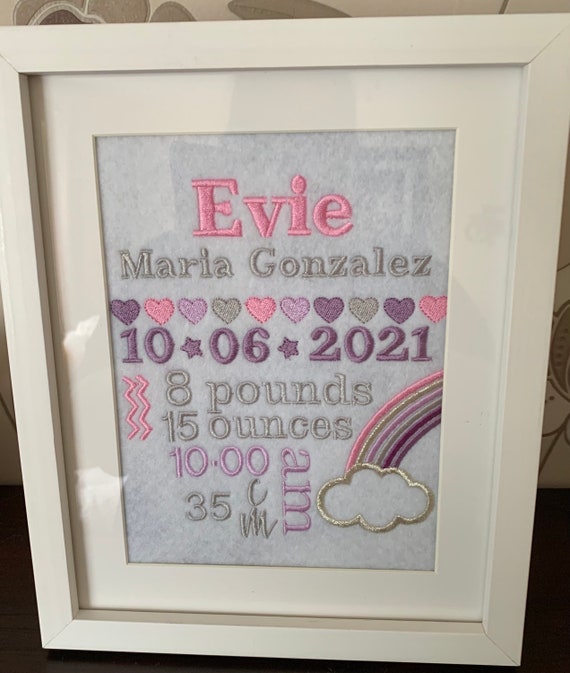 Evie
Maria Gonzalez
10 06 2021
8 pounds
15 ounces
10.00 am
35 cm